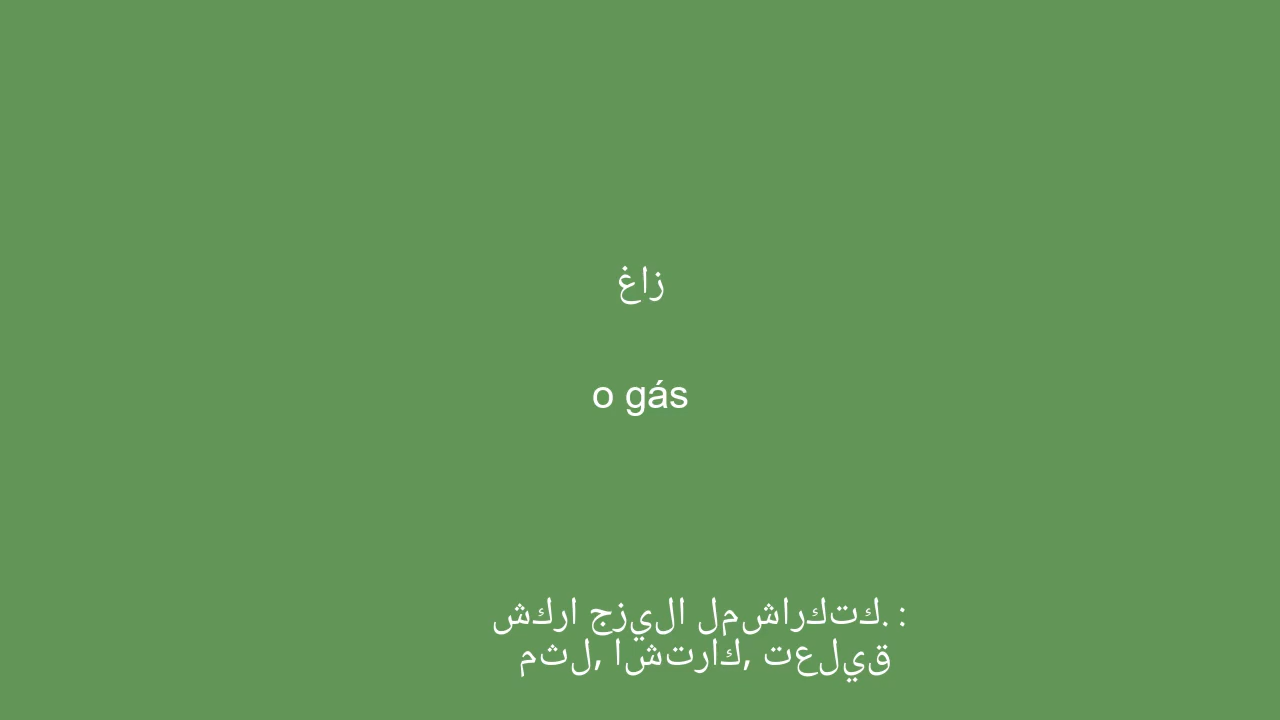 غاز
o gás
شكرا جزيلا لمشاركتك. :
مثل, اشتراك, تعليق